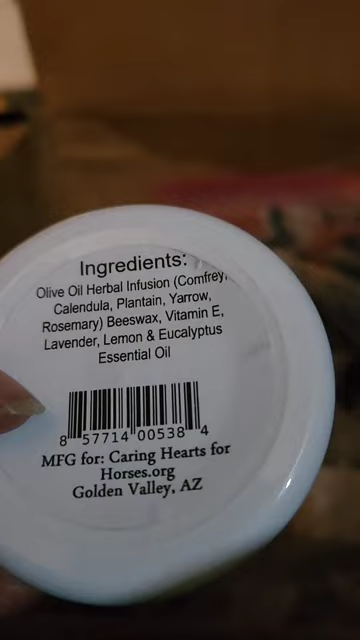 Ingredients:
Olive Oil Herbal Infusion (Comfrey,
Calendula, Plantain, Yarrow,
Rosemary) Beeswax, Vitamin E,
Lavender, Lemon & Eucalyptus
Essential Oil
8 57714 00538 4
MFG for: Caring Hearts for
Horses.org
Golden Valley, AZ